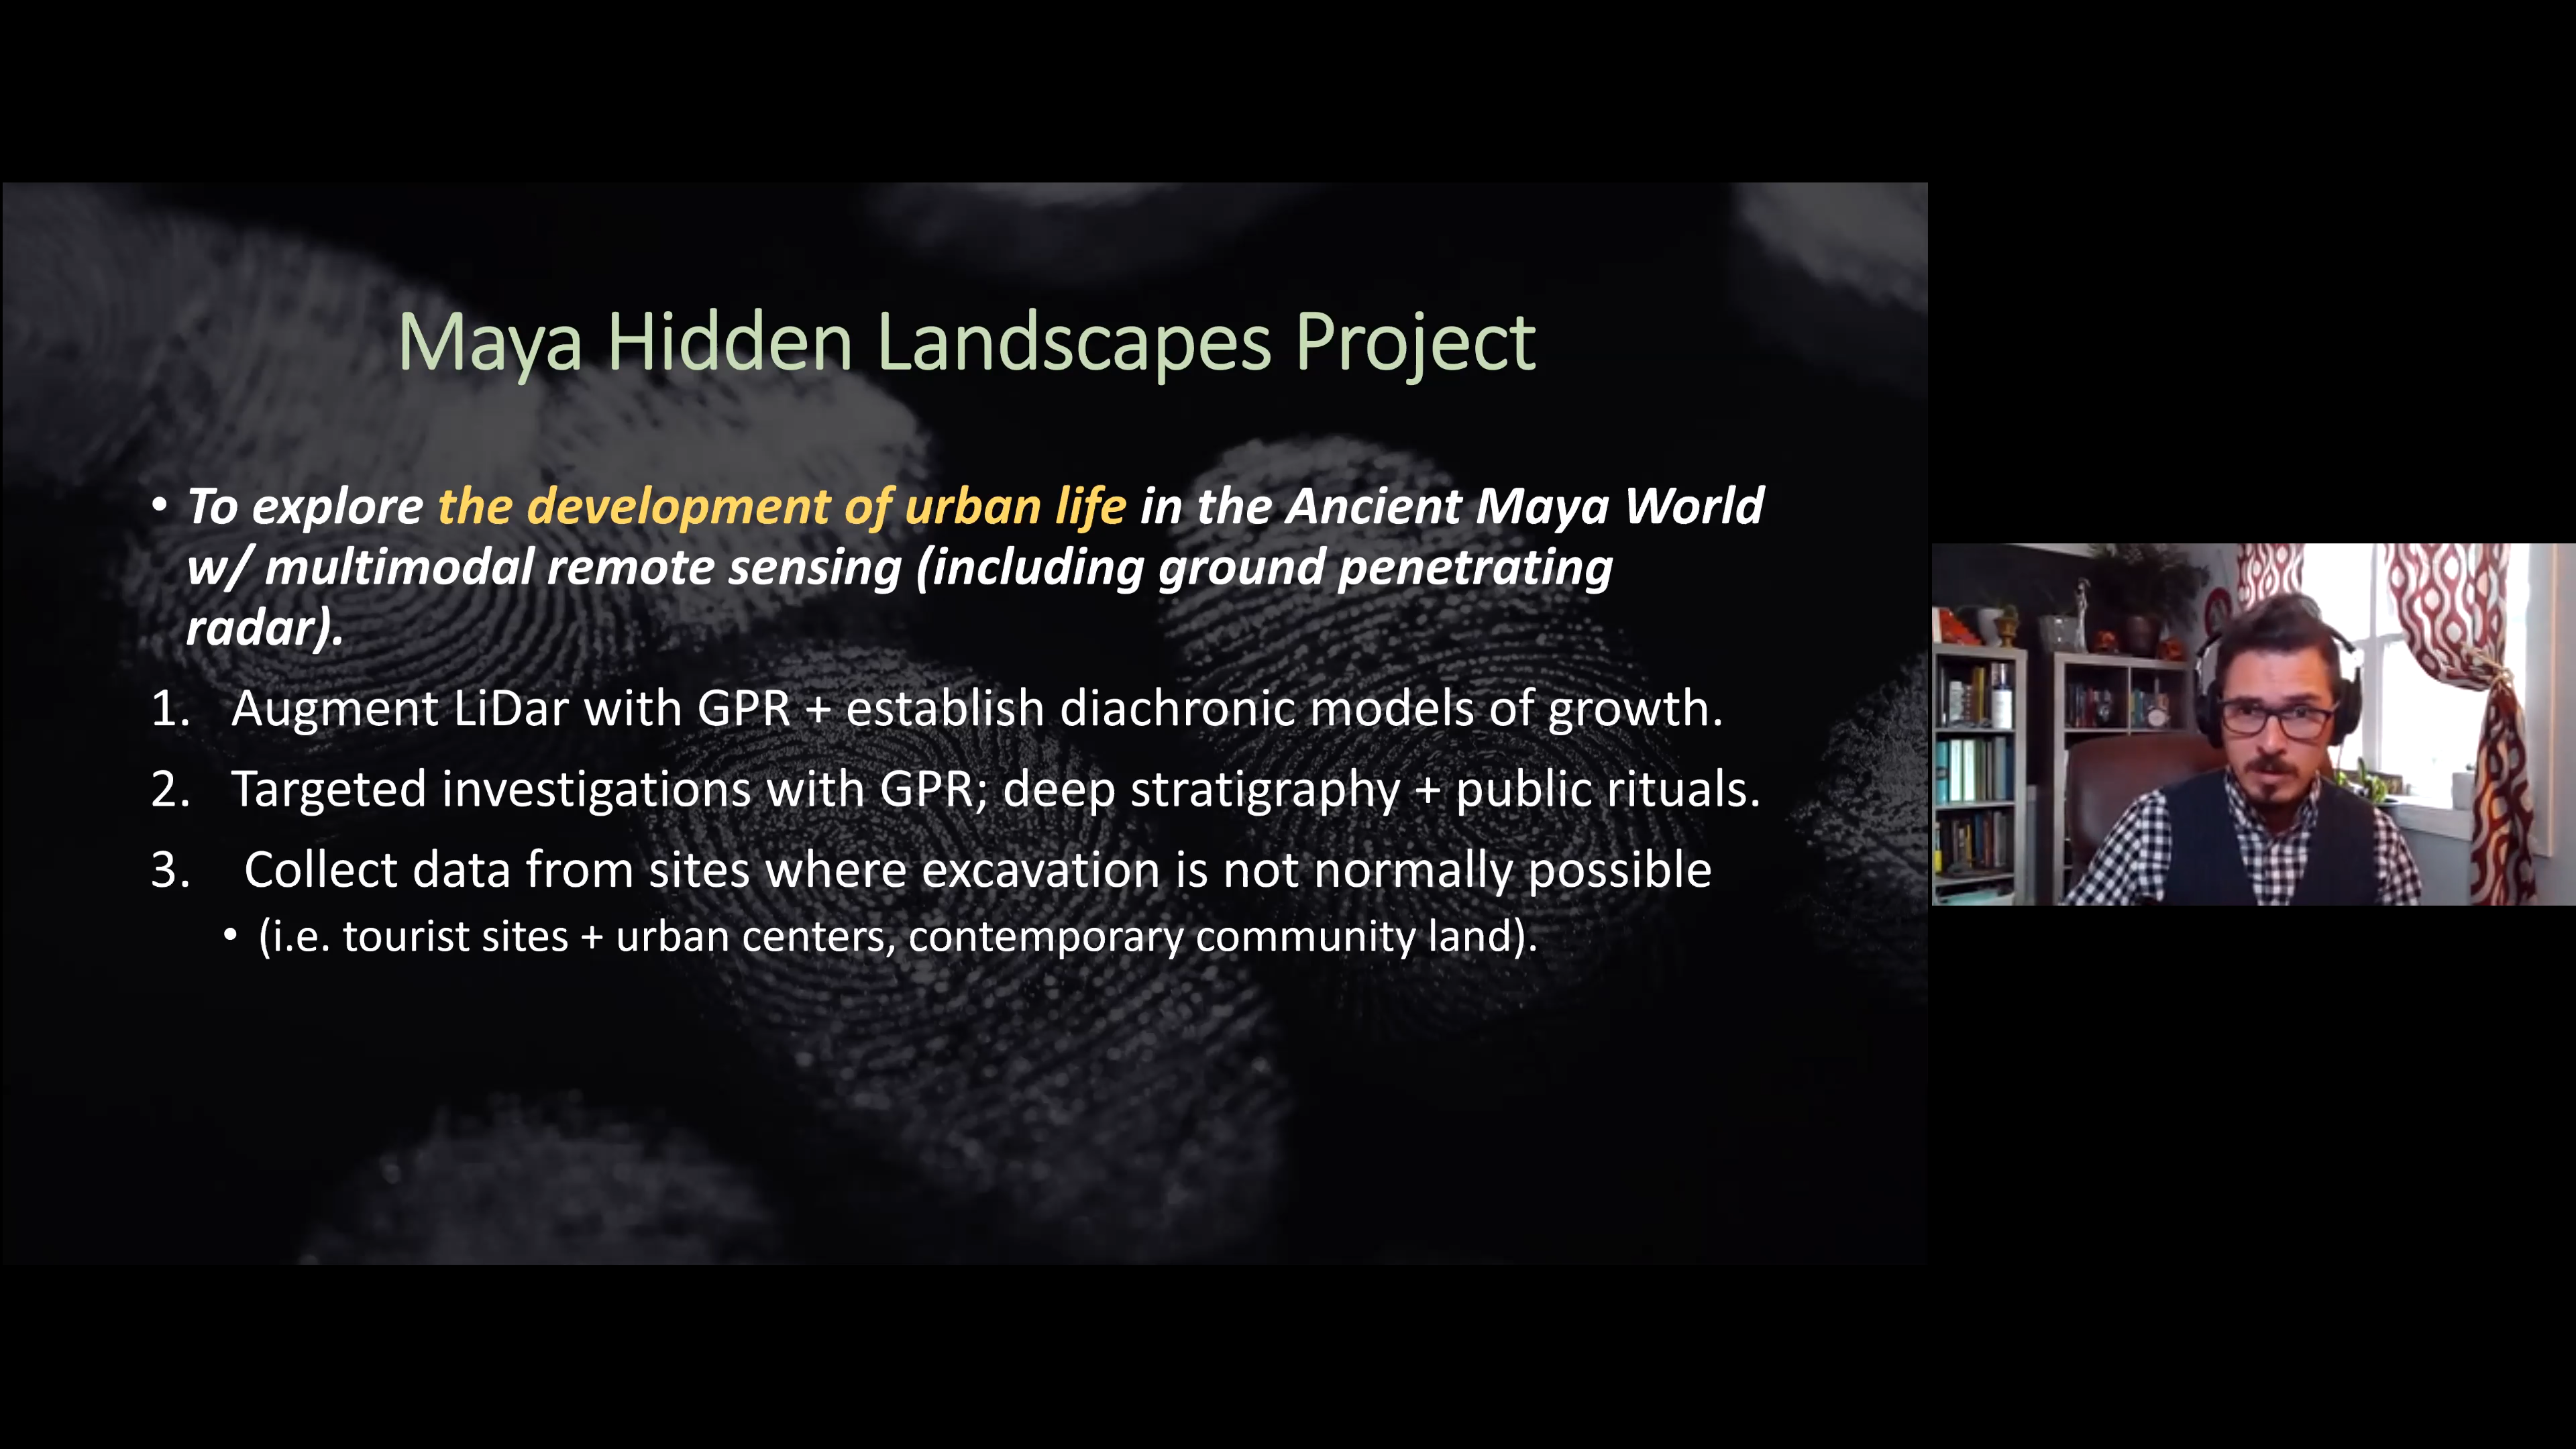 Maya Hidden Landscapes Project
• To explore the development of urban life in the Ancient Maya World
w/ multimodal remote sensing (including ground penetrating
radar).
1. Augment LiDar with GPR + establish diachronic models of growth.
2. Targeted investigations with GPR; deep stratigraphy + public rituals.
3. Collect data from sites where excavation is not normally possible
• (i.e. tourist sites + urban centers, contemporary community land).